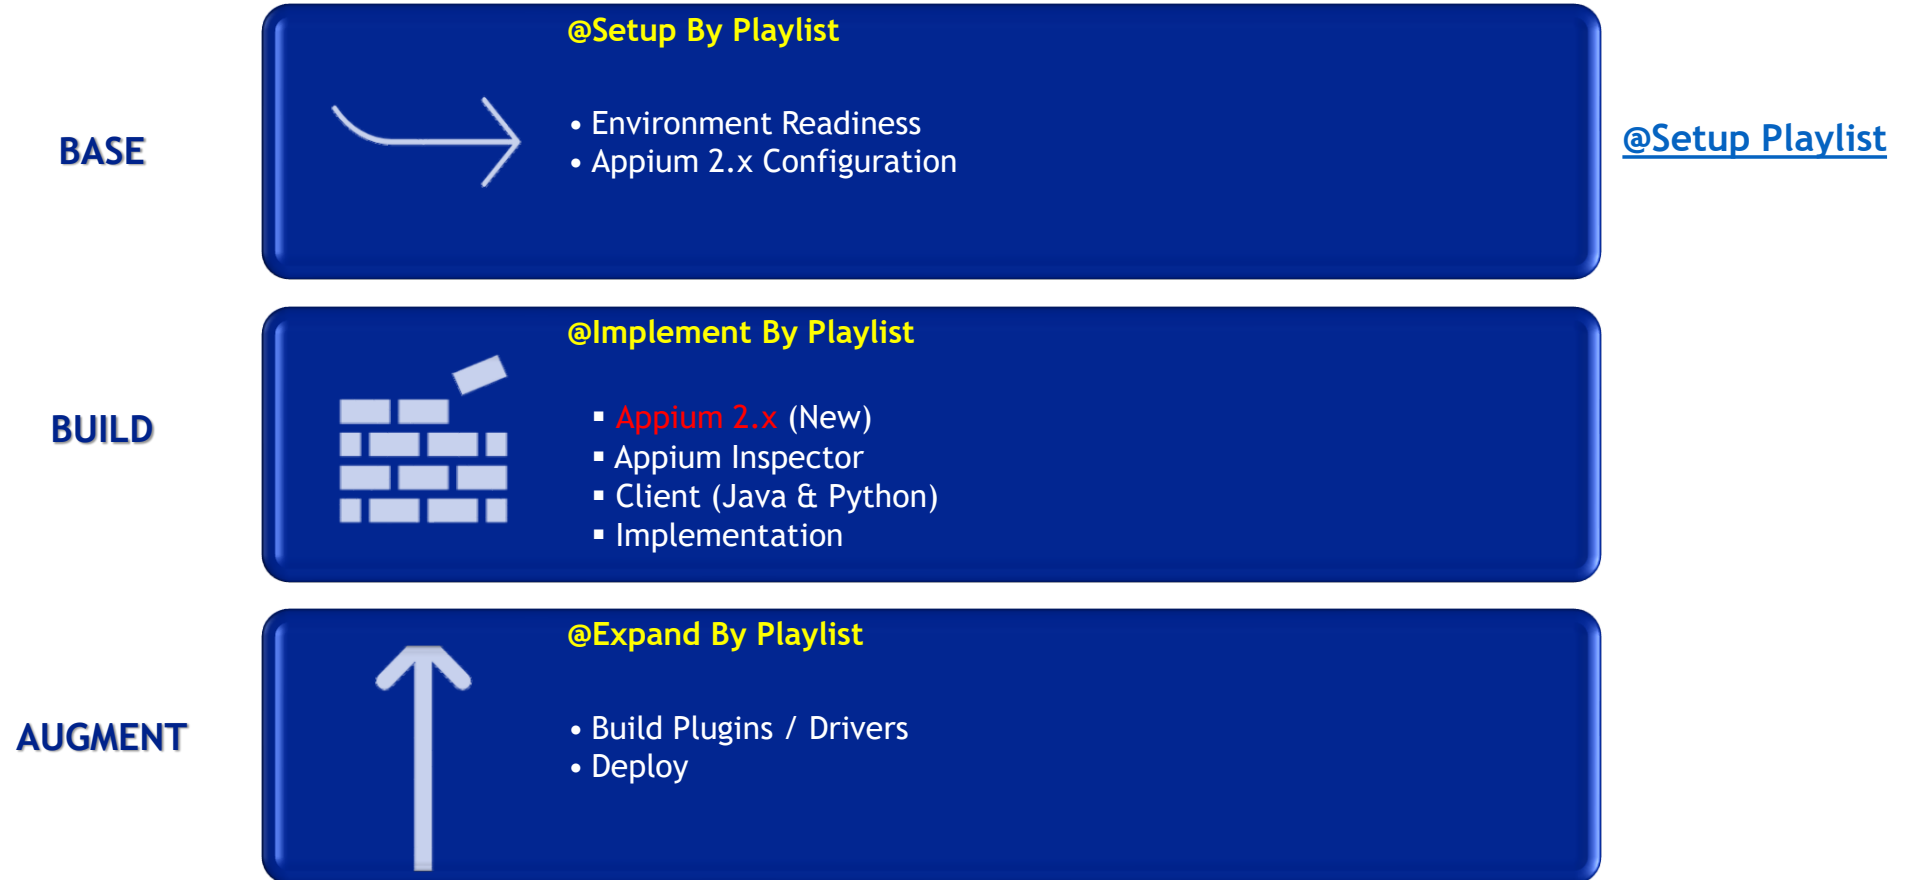 @Setup By Playlist
BASE
• Environment Readiness
• Appium 2.x Configuration
@Setup Playlist
@Implement By Playlist
BUILD
▪ Appium 2.x (New)
▪ Appium Inspector
▪ Client (Java & Python)
▪ Implementation
@Expand By Playlist
AUGMENT
• Build Plugins / Drivers
• Deploy